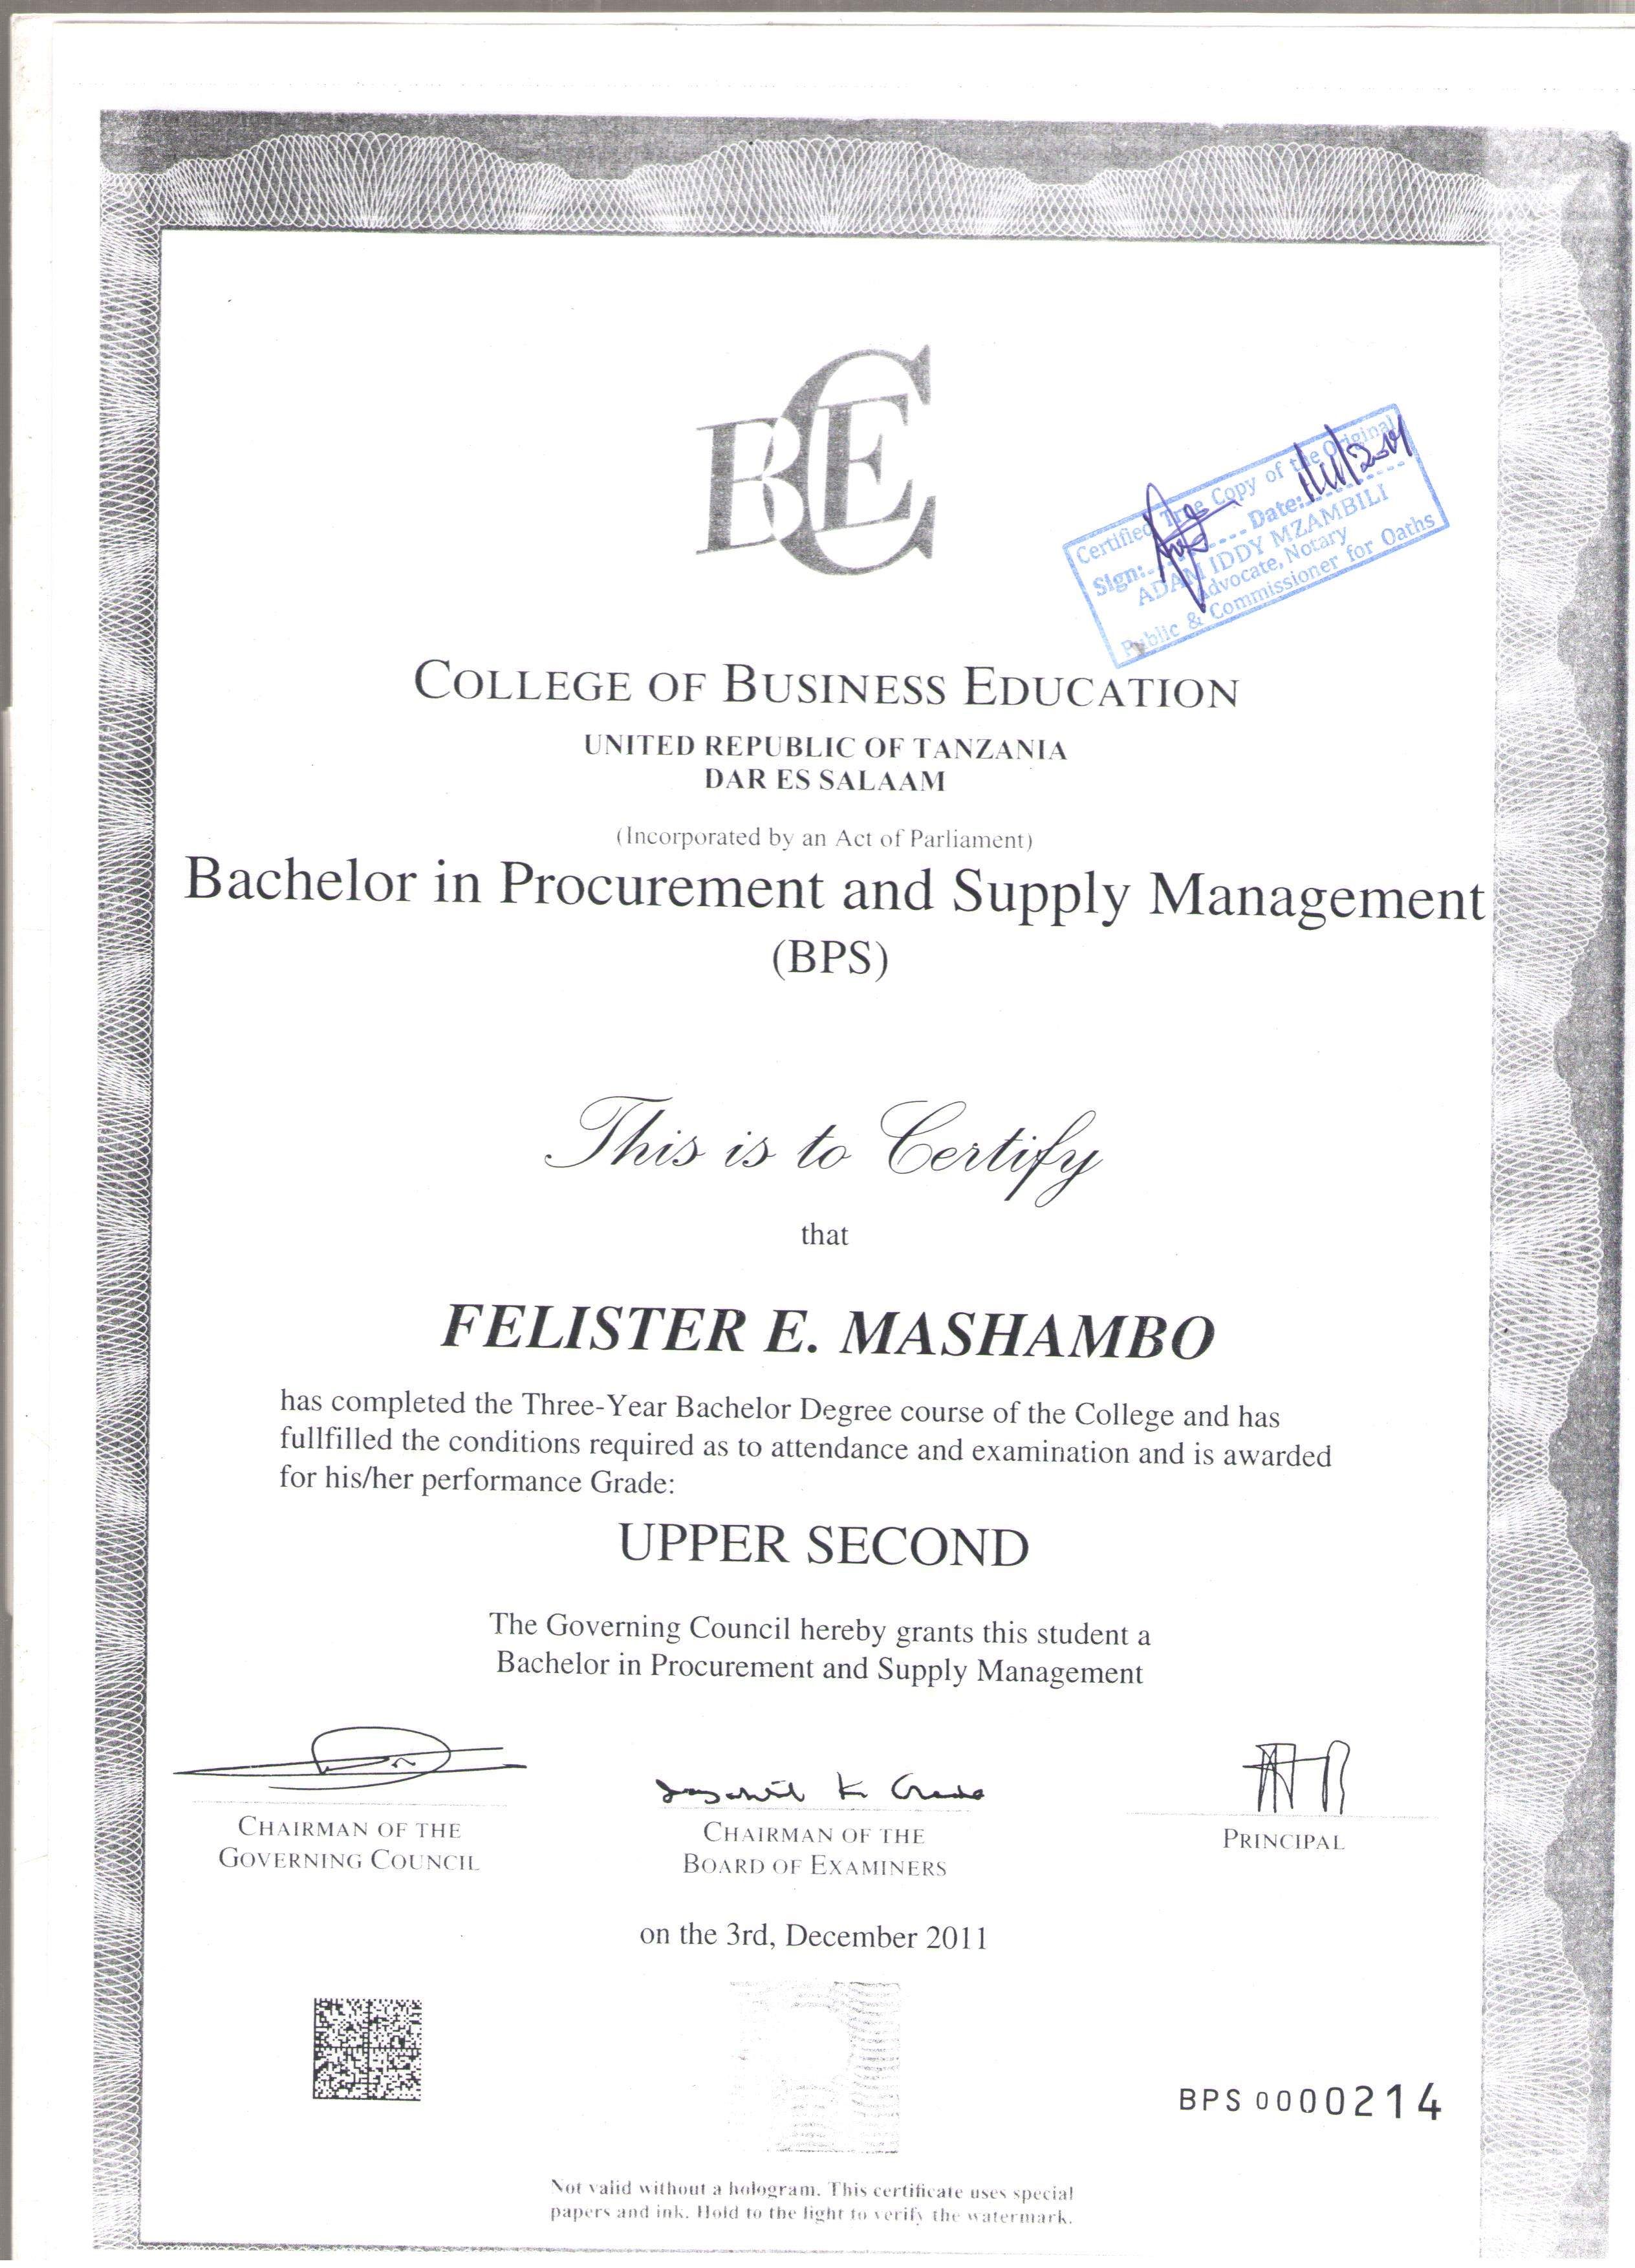 BCE
Certified True Copy of the Original
Sign: Date:
ADAM IDDY MZAMBILI
Advocate, Notary
Public & Commissioner for Oaths
COLLEGE OF BUSINESS EDUCATION
UNITED REPUBLIC OF TANZANIA
DAR ES SALAAM
(Incorporated by an Act of Parliament)
Bachelor in Procurement and Supply Management
(BPS)
This is to Certify
that
FELISTER E. MASHAMBO
has completed the Three-Year Bachelor Degree course of the College and has
fullfilled the conditions required as to attendance and examination and is awarded
for his/her performance Grade:
UPPER SECOND
The Governing Council hereby grants this student a
Bachelor in Procurement and Supply Management
CHAIRMAN OF THE
GOVERNING COUNCIL
CHAIRMAN OF THE
BOARD OF EXAMINERS
PRINCIPAL
on the 3rd, December 2011
BPS 0000214
Not valid without a hologram. This certificate uses special
papers and ink. Hold to the light to verify the watermark.